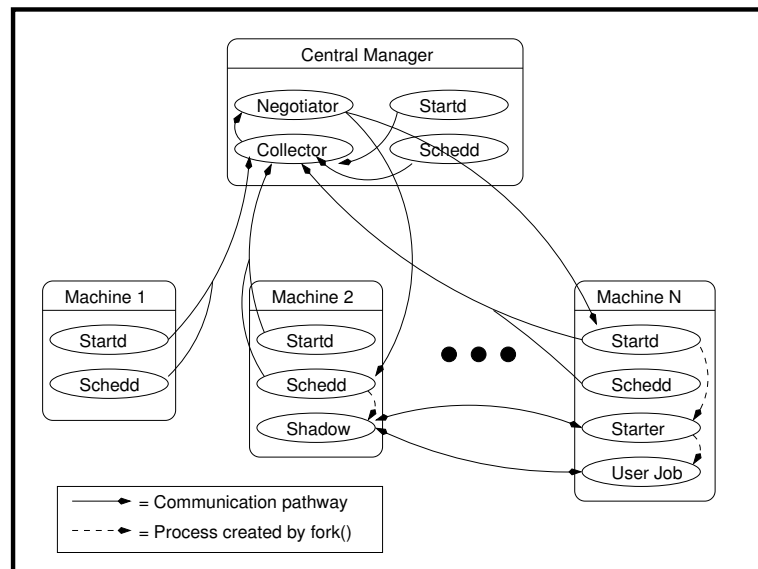 Central Manager
Negotiator
Startd
Collector
Schedd
Machine 1
Startd
Schedd
Machine 2
Startd
Schedd
Shadow
Machine N
Startd
Schedd
Starter
User Job
= Communication pathway
= Process created by fork()